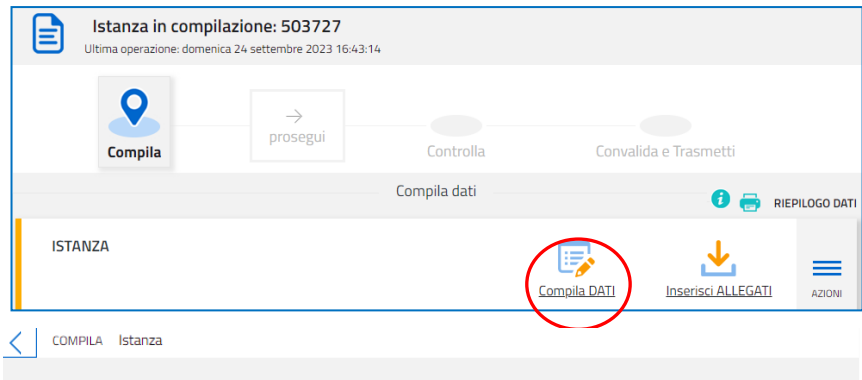 Istanza in compilazione: 503727
Ultima operazione: domenica 24 settembre 2023 16:43:14
Compila
prosegui
Controlla
Convalida e Trasmetti
Compila dati
RIEPILOGO DATI
ISTANZA
Compila DATI
Inserisci ALLEGATI
AZIONI
COMPILA Istanza